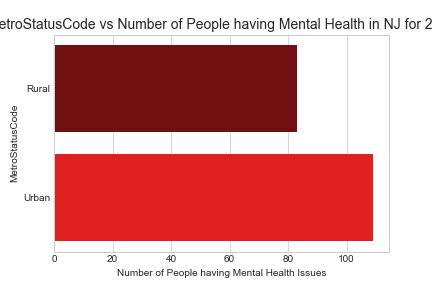 etroStatusCode vs Number of People having Mental Health in NJ for 2
Rural
MetroStatusCode
Urban
0 20 40 60 80 100
Number of People having Mental Health Issues